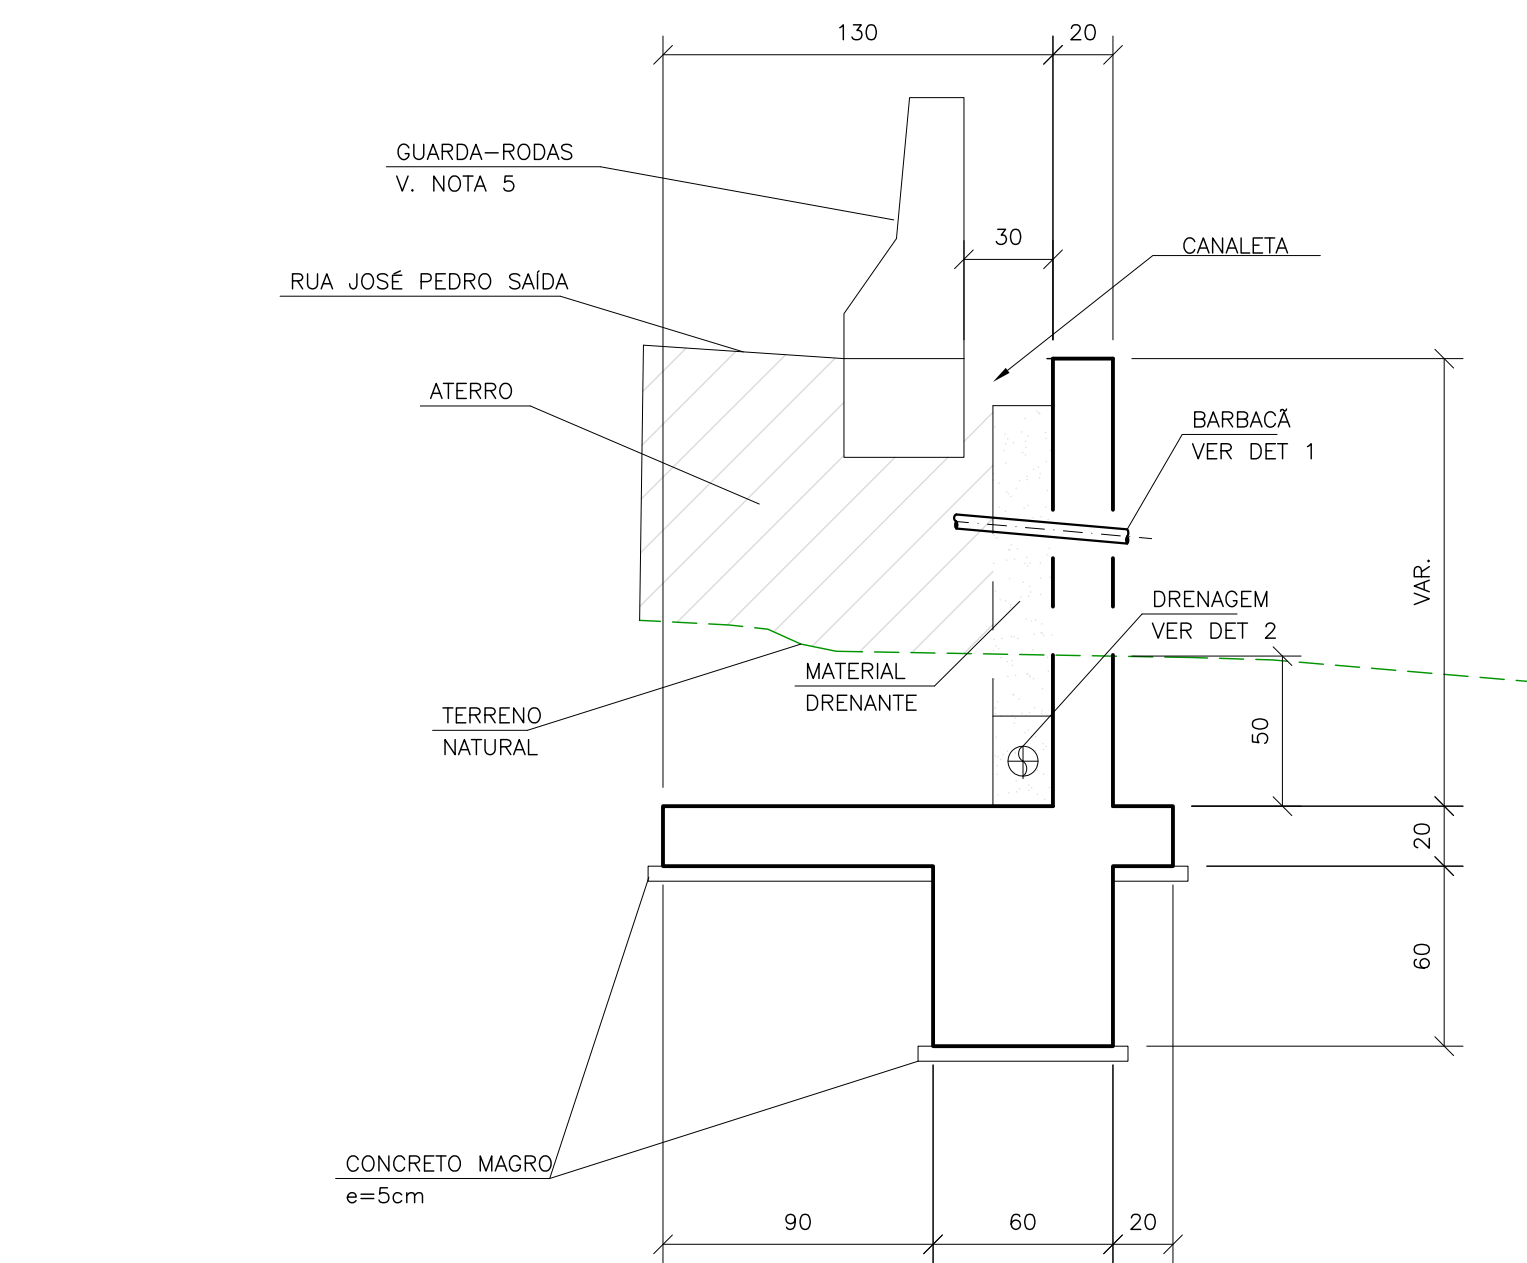 130
20
GUARDA-RODAS
V. NOTA 5
30
CANALETA
RUA JOSÉ PEDRO SAÍDA
ATERRO
BARBACÃ
VER DET 1
VAR.
DRENAGEM
VER DET 2
MATERIAL
DRENANTE
TERRENO
NATURAL
50
20
60
CONCRETO MAGRO
e=5cm
90
60
20